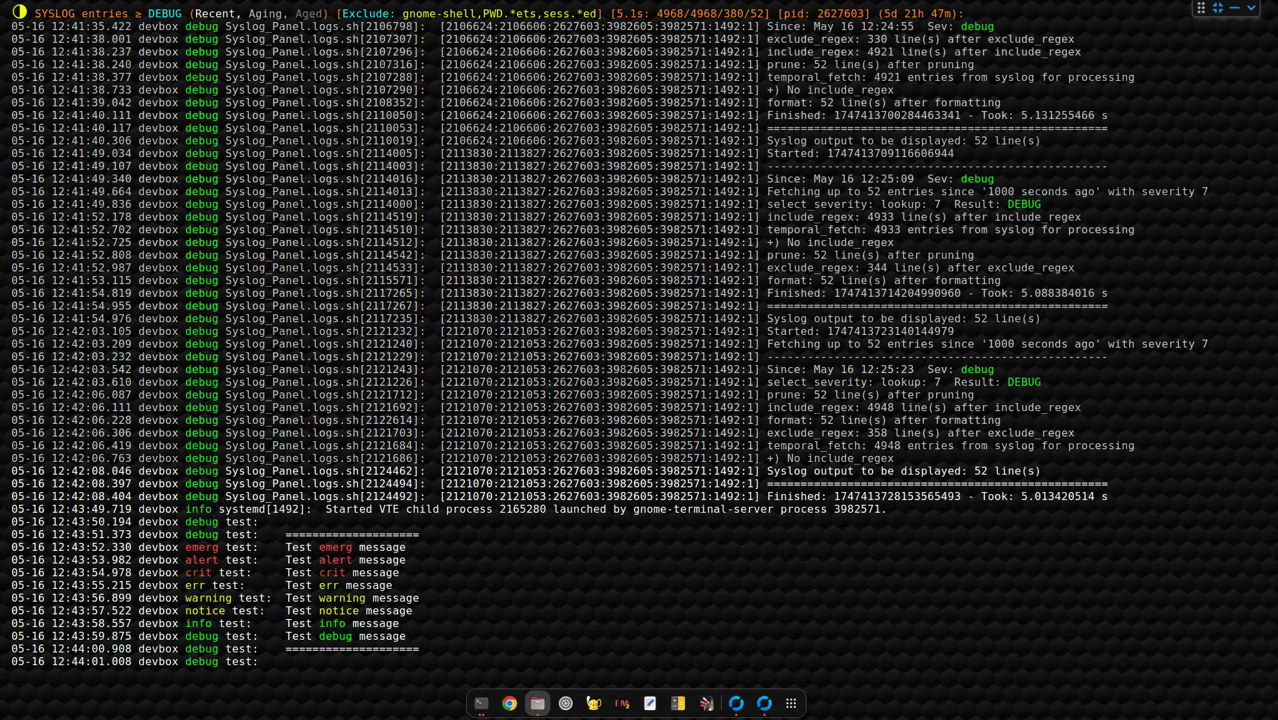 SYSLOG entries ≥ DEBUG (Recent, Aging, Aged) [Exclude: gnome-shell,PWD.*ets,sess.*ed] [5.1s: 4968/4968/380/52] [pid: 2627603] (5d 21h 47m):
05-16 12:41:35.422 devbox debug Syslog_Panel.logs.sh[2106798]:  [2106624:2106606:2627603:3982605:3982571:1492:1] Since: May 16 12:24:55  Sev: debug
05-16 12:41:38.001 devbox debug Syslog_Panel.logs.sh[2107307]:  [2106624:2106606:2627603:3982605:3982571:1492:1] exclude_regex: 330 line(s) after exclude_regex
05-16 12:41:38.237 devbox debug Syslog_Panel.logs.sh[2107296]:  [2106624:2106606:2627603:3982605:3982571:1492:1] include_regex: 4921 line(s) after include_regex
05-16 12:41:38.240 devbox debug Syslog_Panel.logs.sh[2107316]:  [2106624:2106606:2627603:3982605:3982571:1492:1] prune: 52 line(s) after pruning
05-16 12:41:38.377 devbox debug Syslog_Panel.logs.sh[2107288]:  [2106624:2106606:2627603:3982605:3982571:1492:1] temporal_fetch: 4921 entries from syslog for processing
05-16 12:41:38.733 devbox debug Syslog_Panel.logs.sh[2107290]:  [2106624:2106606:2627603:3982605:3982571:1492:1] +) No include_regex
05-16 12:41:39.042 devbox debug Syslog_Panel.logs.sh[2108352]:  [2106624:2106606:2627603:3982605:3982571:1492:1] format: 52 line(s) after formatting
05-16 12:41:40.111 devbox debug Syslog_Panel.logs.sh[2110050]:  [2106624:2106606:2627603:3982605:3982571:1492:1] Finished: 1747413700284463341 - Took: 5.131255466 s
05-16 12:41:40.117 devbox debug Syslog_Panel.logs.sh[2110053]:  [2106624:2106606:2627603:3982605:3982571:1492:1] ===================================================
05-16 12:41:40.306 devbox debug Syslog_Panel.logs.sh[2110019]:  [2106624:2106606:2627603:3982605:3982571:1492:1] Syslog output to be displayed: 52 line(s)
05-16 12:41:49.034 devbox debug Syslog_Panel.logs.sh[2114005]:  [2113830:2113827:2627603:3982605:3982571:1492:1] Started: 1747413709116606944
05-16 12:41:49.107 devbox debug Syslog_Panel.logs.sh[2114003]:  [2113830:2113827:2627603:3982605:3982571:1492:1] ---------------------------------------------------
05-16 12:41:49.340 devbox debug Syslog_Panel.logs.sh[2114016]:  [2113830:2113827:2627603:3982605:3982571:1492:1] Since: May 16 12:25:09  Sev: debug
05-16 12:41:49.664 devbox debug Syslog_Panel.logs.sh[2114013]:  [2113830:2113827:2627603:3982605:3982571:1492:1] Fetching up to 52 entries since '1000 seconds ago' with severity 7
05-16 12:41:49.836 devbox debug Syslog_Panel.logs.sh[2114000]:  [2113830:2113827:2627603:3982605:3982571:1492:1] select_severity: lookup: 7  Result: DEBUG
05-16 12:41:52.178 devbox debug Syslog_Panel.logs.sh[2114519]:  [2113830:2113827:2627603:3982605:3982571:1492:1] include_regex: 4933 line(s) after include_regex
05-16 12:41:52.702 devbox debug Syslog_Panel.logs.sh[2114510]:  [2113830:2113827:2627603:3982605:3982571:1492:1] temporal_fetch: 4933 entries from syslog for processing
05-16 12:41:52.725 devbox debug Syslog_Panel.logs.sh[2114512]:  [2113830:2113827:2627603:3982605:3982571:1492:1] +) No include_regex
05-16 12:41:52.808 devbox debug Syslog_Panel.logs.sh[2114542]:  [2113830:2113827:2627603:3982605:3982571:1492:1] prune: 52 line(s) after pruning
05-16 12:41:52.987 devbox debug Syslog_Panel.logs.sh[2114533]:  [2113830:2113827:2627603:3982605:3982571:1492:1] exclude_regex: 344 line(s) after exclude_regex
05-16 12:41:53.115 devbox debug Syslog_Panel.logs.sh[2115571]:  [2113830:2113827:2627603:3982605:3982571:1492:1] format: 52 line(s) after formatting
05-16 12:41:54.819 devbox debug Syslog_Panel.logs.sh[2117265]:  [2113830:2113827:2627603:3982605:3982571:1492:1] Finished: 1747413714204990960 - Took: 5.088384016 s
05-16 12:41:54.955 devbox debug Syslog_Panel.logs.sh[2117267]:  [2113830:2113827:2627603:3982605:3982571:1492:1] ===================================================
05-16 12:41:54.976 devbox debug Syslog_Panel.logs.sh[2117235]:  [2113830:2113827:2627603:3982605:3982571:1492:1] Syslog output to be displayed: 52 line(s)
05-16 12:42:03.105 devbox debug Syslog_Panel.logs.sh[2121232]:  [2121070:2121053:2627603:3982605:3982571:1492:1] Started: 1747413723140144979
05-16 12:42:03.209 devbox debug Syslog_Panel.logs.sh[2121240]:  [2121070:2121053:2627603:3982605:3982571:1492:1] Fetching up to 52 entries since '1000 seconds ago' with severity 7
05-16 12:42:03.232 devbox debug Syslog_Panel.logs.sh[2121229]:  [2121070:2121053:2627603:3982605:3982571:1492:1] ---------------------------------------------------
05-16 12:42:03.542 devbox debug Syslog_Panel.logs.sh[2121243]:  [2121070:2121053:2627603:3982605:3982571:1492:1] Since: May 16 12:25:23  Sev: debug
05-16 12:42:03.610 devbox debug Syslog_Panel.logs.sh[2121226]:  [2121070:2121053:2627603:3982605:3982571:1492:1] select_severity: lookup: 7  Result: DEBUG
05-16 12:42:06.087 devbox debug Syslog_Panel.logs.sh[2121712]:  [2121070:2121053:2627603:3982605:3982571:1492:1] prune: 52 line(s) after pruning
05-16 12:42:06.111 devbox debug Syslog_Panel.logs.sh[2121692]:  [2121070:2121053:2627603:3982605:3982571:1492:1] include_regex: 4948 line(s) after include_regex
05-16 12:42:06.228 devbox debug Syslog_Panel.logs.sh[2122614]:  [2121070:2121053:2627603:3982605:3982571:1492:1] format: 52 line(s) after formatting
05-16 12:42:06.306 devbox debug Syslog_Panel.logs.sh[2121703]:  [2121070:2121053:2627603:3982605:3982571:1492:1] exclude_regex: 358 line(s) after exclude_regex
05-16 12:42:06.419 devbox debug Syslog_Panel.logs.sh[2121684]:  [2121070:2121053:2627603:3982605:3982571:1492:1] temporal_fetch: 4948 entries from syslog for processing
05-16 12:42:06.763 devbox debug Syslog_Panel.logs.sh[2121686]:  [2121070:2121053:2627603:3982605:3982571:1492:1] +) No include_regex
05-16 12:42:08.046 devbox debug Syslog_Panel.logs.sh[2124462]:  [2121070:2121053:2627603:3982605:3982571:1492:1] Syslog output to be displayed: 52 line(s)
05-16 12:42:08.397 devbox debug Syslog_Panel.logs.sh[2124494]:  [2121070:2121053:2627603:3982605:3982571:1492:1] ===================================================
05-16 12:42:08.404 devbox debug Syslog_Panel.logs.sh[2124492]:  [2121070:2121053:2627603:3982605:3982571:1492:1] Finished: 1747413728153565493 - Took: 5.013420514 s
05-16 12:43:49.719 devbox info systemd[1492]:  Started VTE child process 2165280 launched by gnome-terminal-server process 3982571.
05-16 12:43:50.194 devbox debug test:
05-16 12:43:51.373 devbox debug test:    ====================
05-16 12:43:52.330 devbox emerg test:    Test emerg message
05-16 12:43:53.982 devbox alert test:    Test alert message
05-16 12:43:54.978 devbox crit test:     Test crit message
05-16 12:43:55.215 devbox err test:      Test err message
05-16 12:43:56.899 devbox warning test:  Test warning message
05-16 12:43:57.522 devbox notice test:   Test notice message
05-16 12:43:58.557 devbox info test:     Test info message
05-16 12:43:59.875 devbox debug test:    Test debug message
05-16 12:44:00.908 devbox debug test:    ====================
05-16 12:44:01.008 devbox debug test: